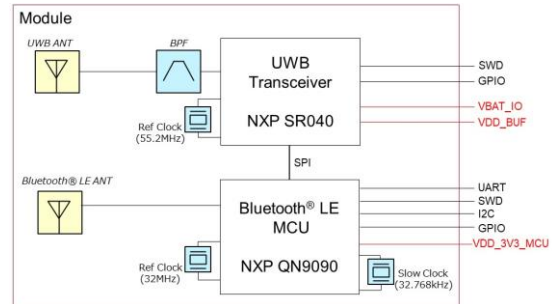 Module
UWB ANT
BPF
UWB
Transceiver
NXP SR040
SWD
GPIO
VBAT_IO
VDD_BUF
Ref Clock
(55.2MHz)
SPI
Bluetooth® LE ANT
Bluetooth® LE
MCU
NXP QN9090
UART
SWD
I2C
GPIO
VDD_3V3_MCU
Ref Clock
(32MHz)
Slow Clock
(32.768kHz)